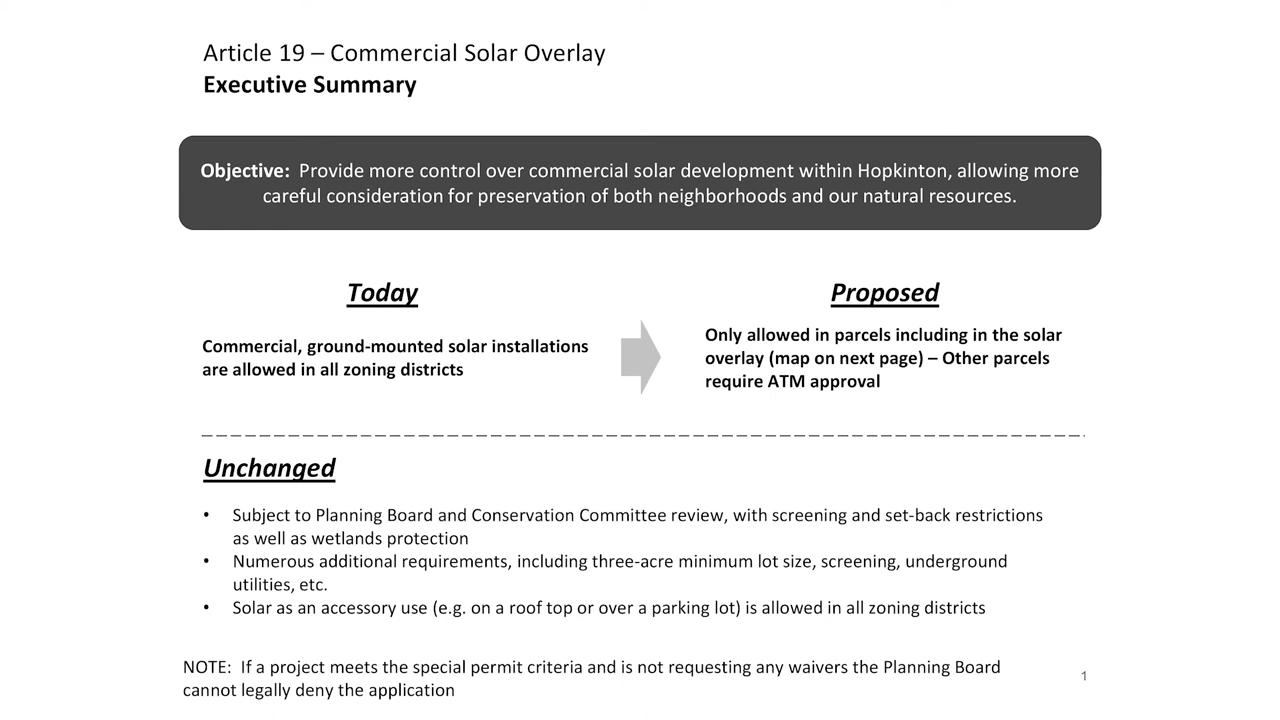 Article 19 – Commercial Solar Overlay
Executive Summary
Objective: Provide more control over commercial solar development within Hopkinton, allowing more
careful consideration for preservation of both neighborhoods and our natural resources.
Today
Commercial, ground-mounted solar installations
are allowed in all zoning districts
Proposed
Only allowed in parcels including in the solar
overlay (map on next page) – Other parcels
require ATM approval
Unchanged
• Subject to Planning Board and Conservation Committee review, with screening and set-back restrictions
as well as wetlands protection
• Numerous additional requirements, including three-acre minimum lot size, screening, underground
utilities, etc.
• Solar as an accessory use (e.g. on a roof top or over a parking lot) is allowed in all zoning districts
NOTE: If a project meets the special permit criteria and is not requesting any waivers the Planning Board
cannot legally deny the application
1